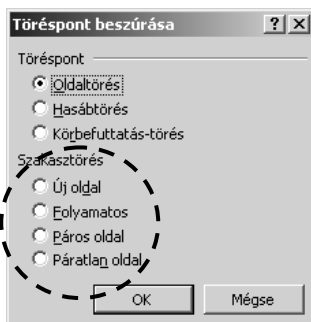 Töréspont beszúrása
Töréspont
Oldaltörés
Hasábtörés
Körbefuttatás-törés
Szakasztörés
Új oldal
Folyamatos
Páros oldal
Páratlan oldal
OK Mégse